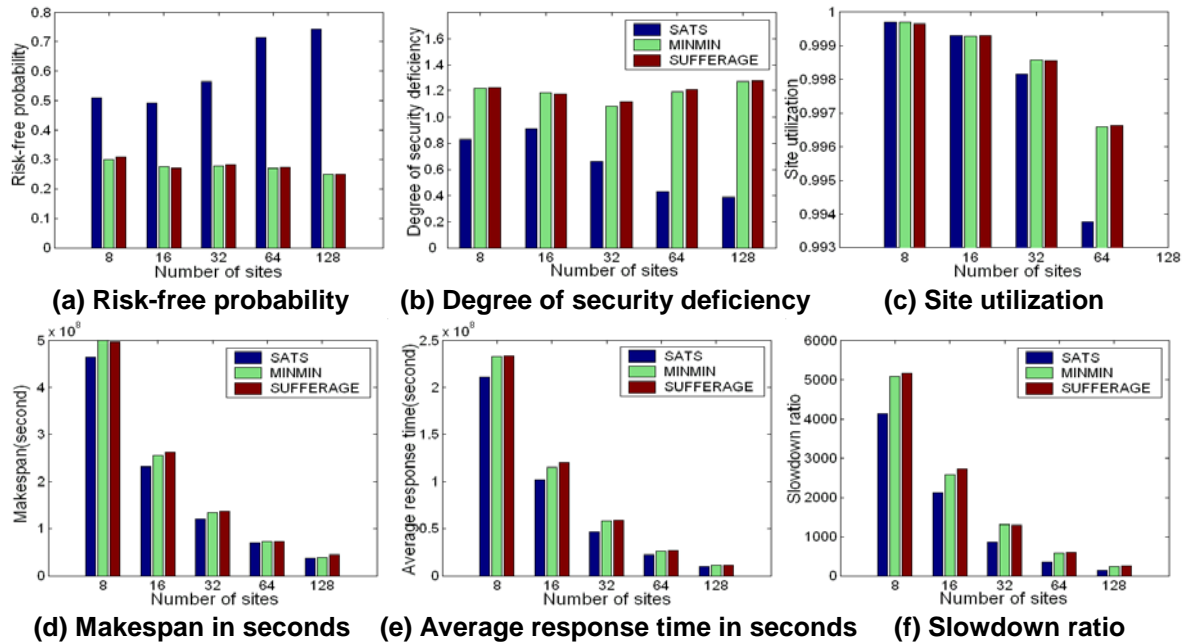 0.8
0.7
0.6
0.5
0.4
0.3
0.2
0.1
0
Risk-free probability
8 16 32 64 128
Number of sites
(a) Risk-free probability
1.6
1.4
1.2
1.0
0.8
0.6
0.4
0.2
0
Degree of security deficiency
SATS
MINMIN
SUFFERAGE
8 16 32 64 128
Number of sites
(b) Degree of security deficiency
1
0.999
0.998
0.997
0.996
0.995
0.994
0.993
Site utilization
8 16 32 64 128
Number of sites
(c) Site utilization
x 10^8
5
4
3
2
1
0
Makespan(second)
SATS
MINMIN
SUFFERAGE
8 16 32 64 128
Number of sites
(d) Makespan in seconds
x 10^8
2.5
2
1.5
1
0.5
0
Average response time(second)
SATS
MINMIN
SUFFERAGE
8 16 32 64 128
Number of sites
(e) Average response time in seconds
6000
5000
4000
3000
2000
1000
0
Slowdown ratio
SATS
MINMIN
SUFFERAGE
8 16 32 64 128
Number of sites
(f) Slowdown ratio